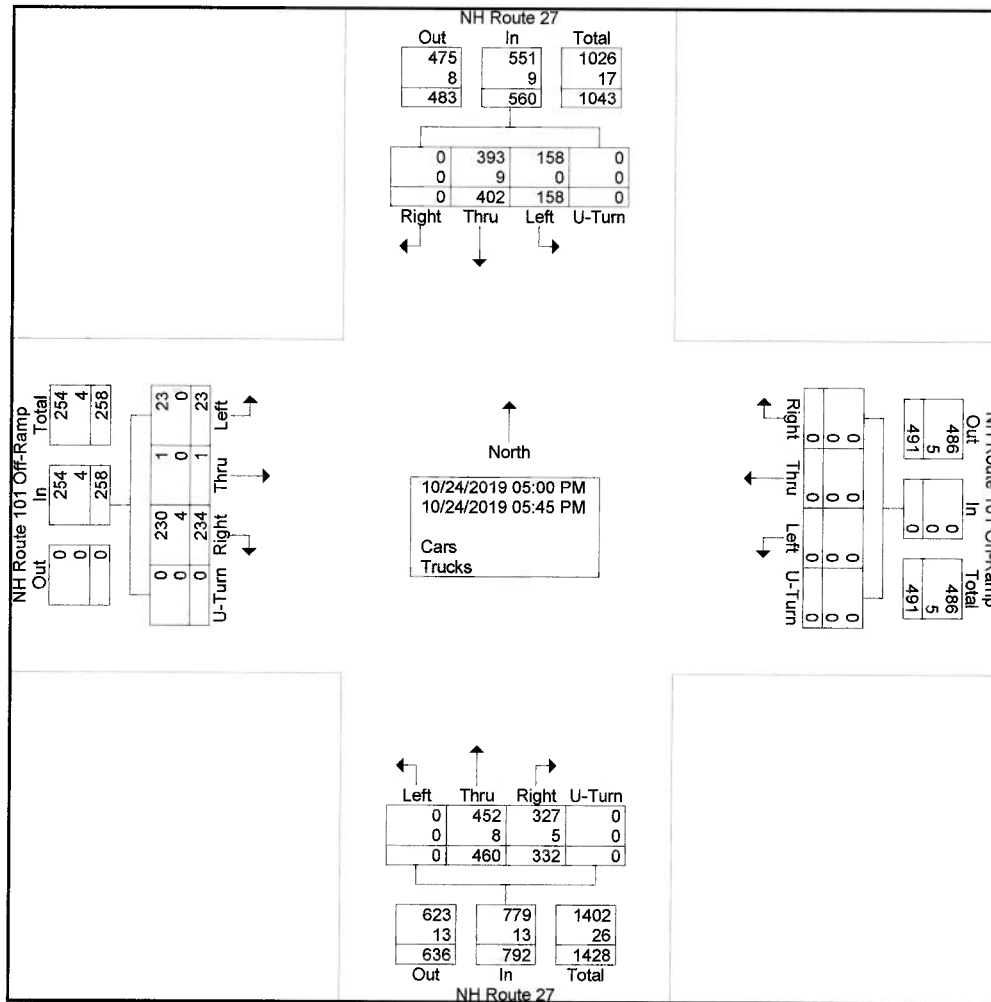 NH Route 27
Out In Total
475 551 1026
8 9 17
483 560 1043
0 393 158 0
0 9 0 0
0 402 158 0
Right Thru Left U-Turn
NH Route 101 Off-Ramp
Total In Out
254 254 0
4 4 0
258 258 0
23 1 230 0
0 0 4 0
23 1 234 0
Left Thru Right U-Turn
North
10/24/2019 05:00 PM
10/24/2019 05:45 PM
Cars
Trucks
Right Thru Left U-Turn
0 0 0 0
0 0 0 0
0 0 0 0
491 0 491
5 0 5
486 0 486
Out In Total
NH Route 101 Off-Ramp
Left Thru Right U-Turn
0 452 327 0
0 8 5 0
0 460 332 0
623 779 1402
13 13 26
636 792 1428
Out In Total
NH Route 27